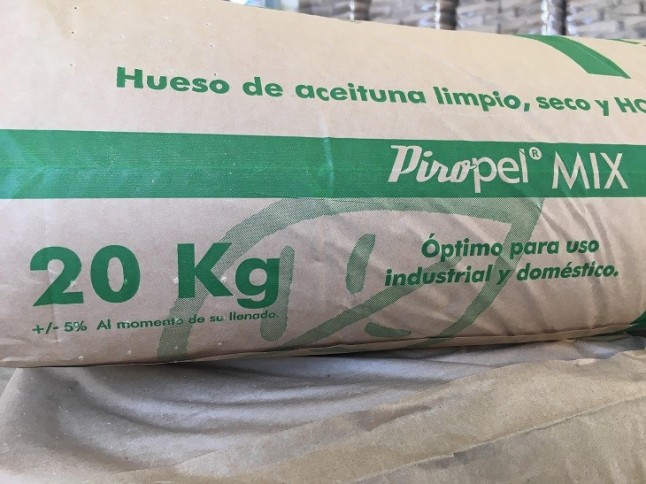 Hueso de aceituna limpio, seco y HO
Piropel® MIX
20 Kg
+/- 5% Al momento de su llenado.
Óptimo para uso
industrial y doméstico.